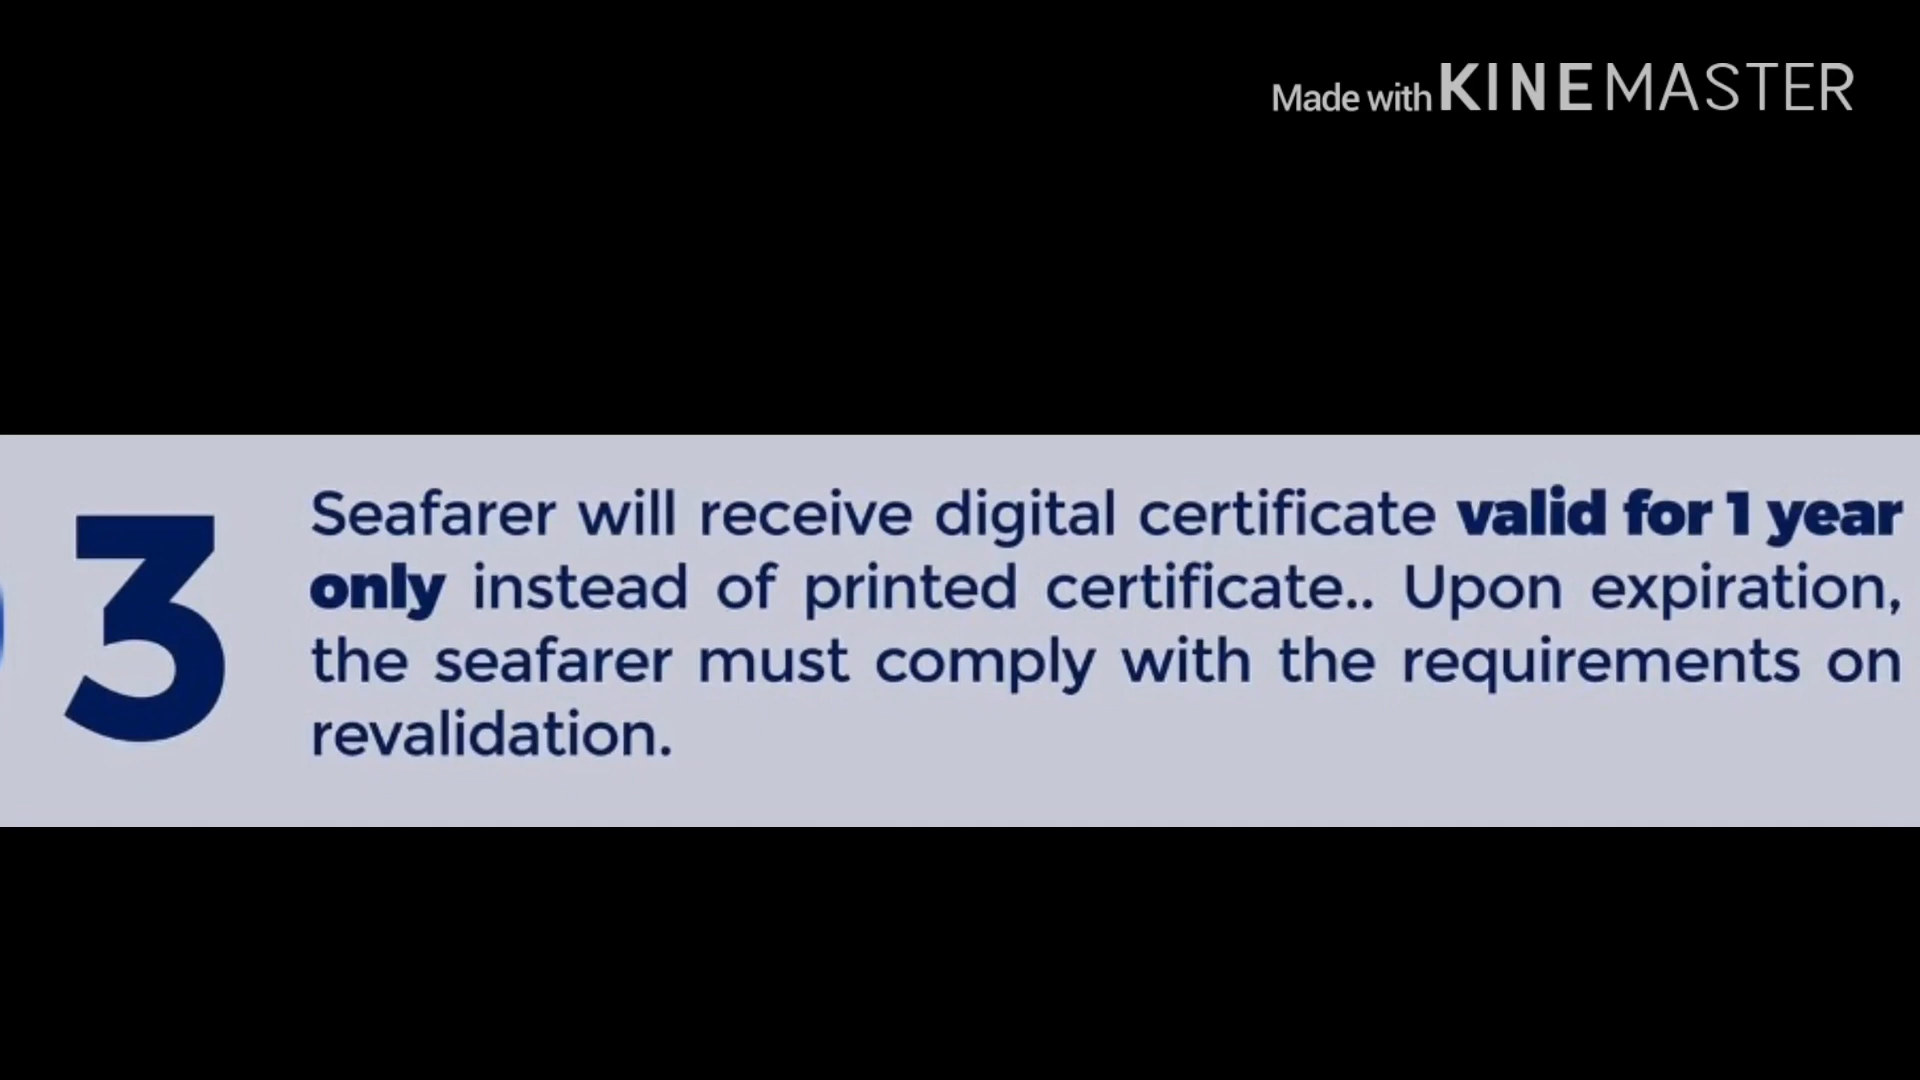 Made with KINEMASTER
3
Seafarer will receive digital certificate valid for 1 year
only instead of printed certificate.. Upon expiration,
the seafarer must comply with the requirements on
revalidation.